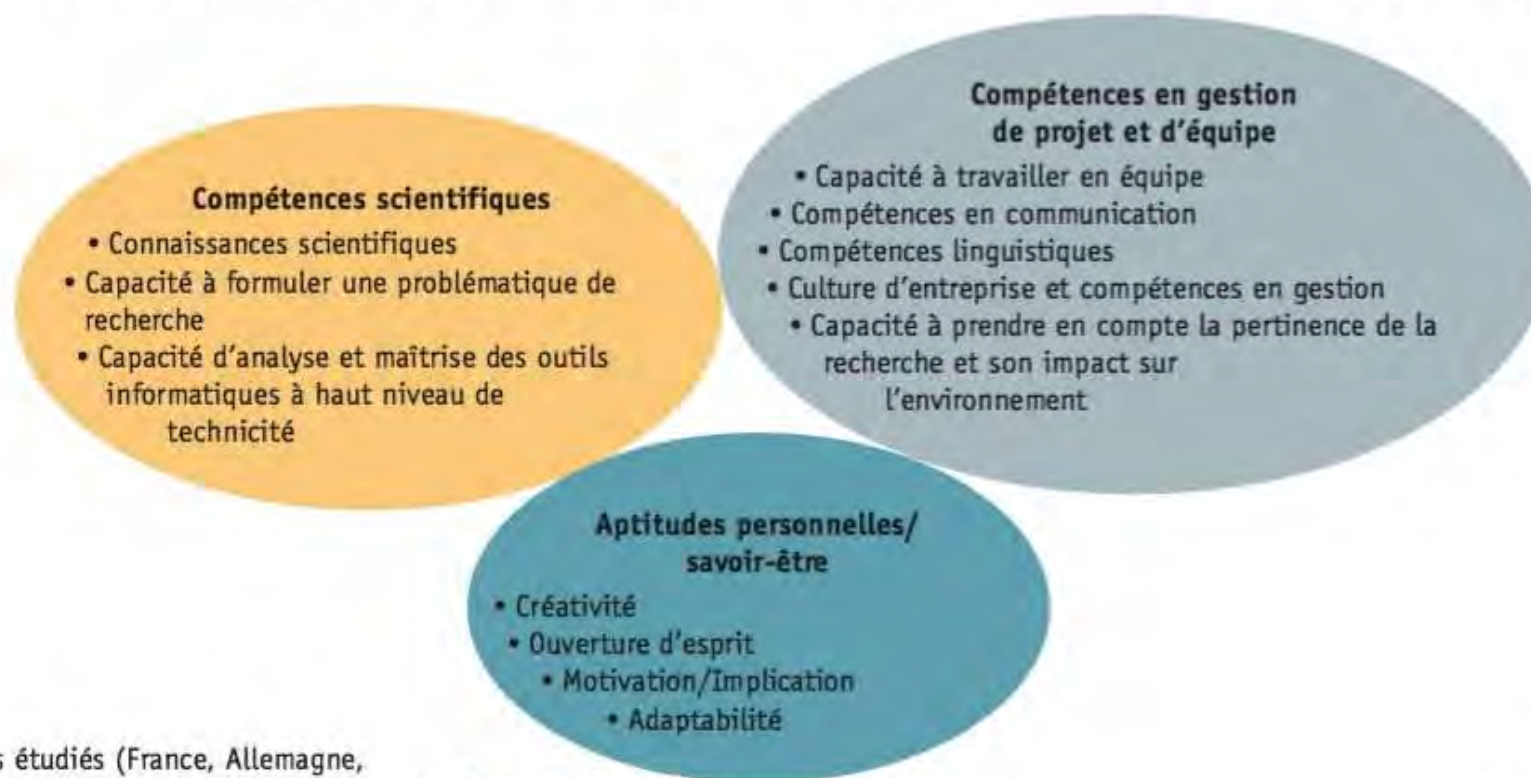 Compétences scientifiques
• Connaissances scientifiques
• Capacité à formuler une problématique de
recherche
• Capacité d'analyse et maîtrise des outils
informatiques à haut niveau de
technicité
Compétences en gestion
de projet et d'équipe
• Capacité à travailler en équipe
• Compétences en communication
• Compétences linguistiques
• Culture d'entreprise et compétences en gestion
• Capacité à prendre en compte la pertinence de la
recherche et son impact sur
l'environnement
Aptitudes personnelles/
savoir-être
• Créativité
• Ouverture d'esprit
• Motivation/Implication
• Adaptabilité
étudiés (France, Allemagne,